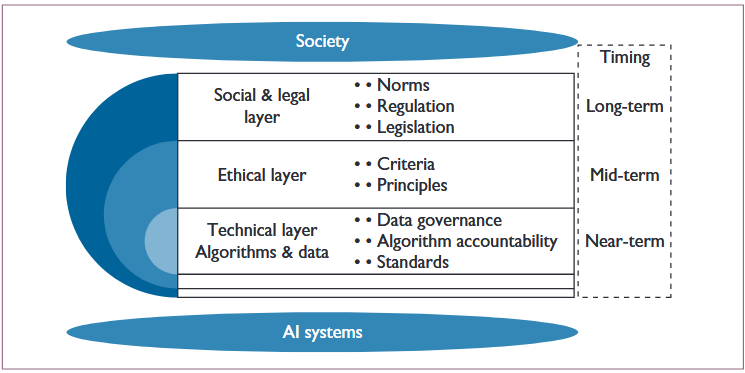 Society
Timing
Social & legal
layer
• • Norms
• • Regulation
• • Legislation
Long-term
Ethical layer
• • Criteria
• • Principles
Mid-term
Technical layer
Algorithms & data
• • Data governance
• • Algorithm accountability
• • Standards
Near-term
AI systems